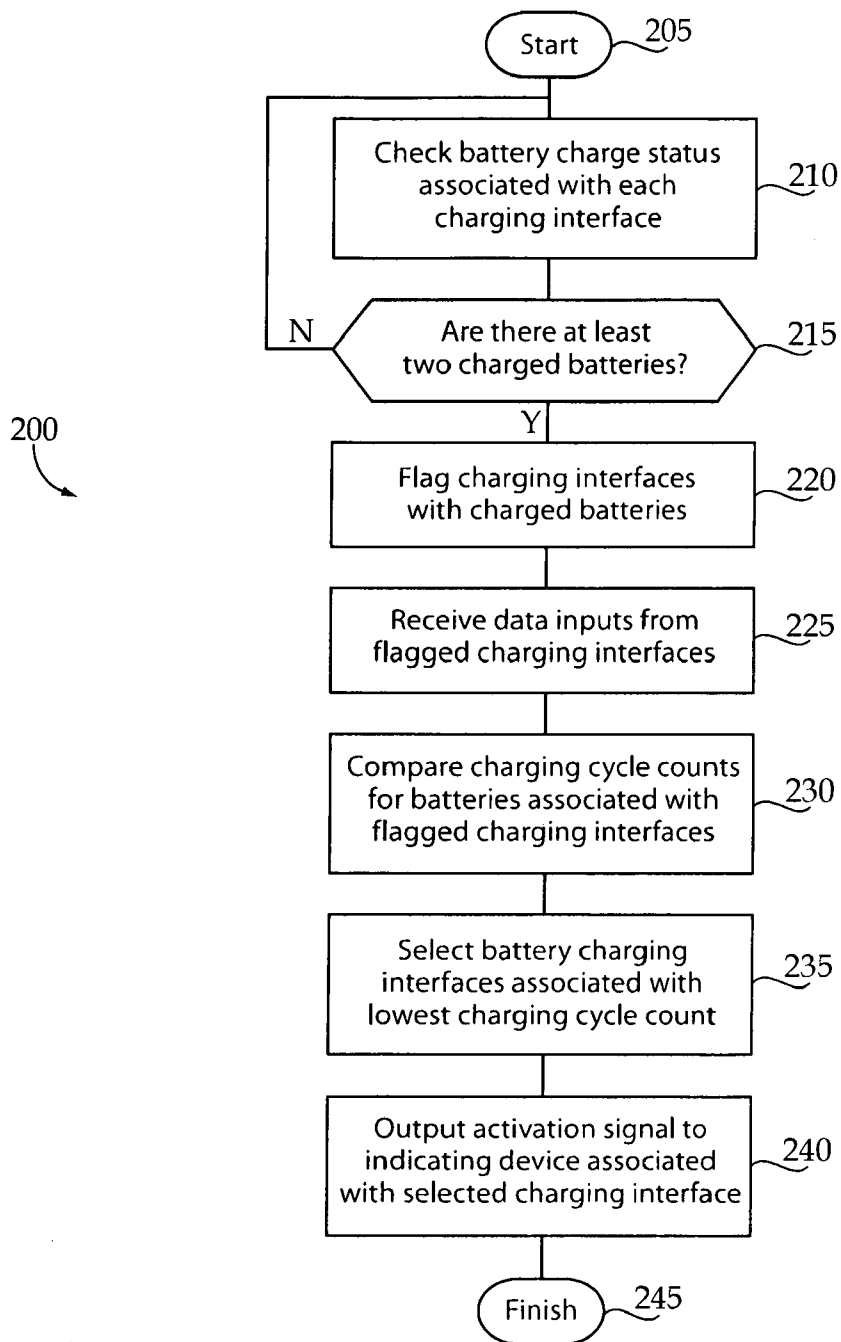 Start
205
Check battery charge status
associated with each
charging interface
210
N
Are there at least
two charged batteries?
215
Y
200
Flag charging interfaces
with charged batteries
220
Receive data inputs from
flagged charging interfaces
225
Compare charging cycle counts
for batteries associated with
flagged charging interfaces
230
Select battery charging
interfaces associated with
lowest charging cycle count
235
Output activation signal to
indicating device associated
with selected charging interface
240
Finish
245